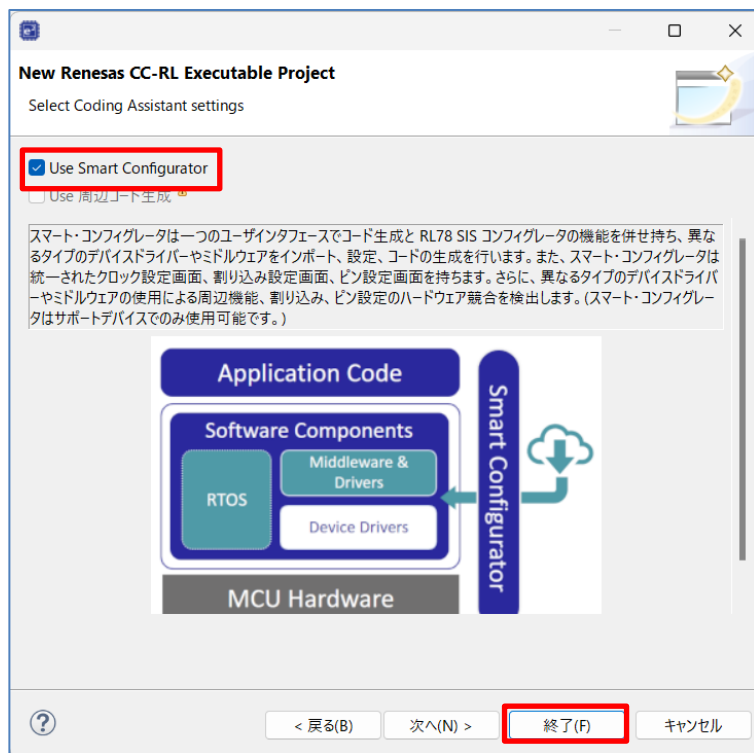 New Renesas CC-RL Executable Project
Select Coding Assistant settings
Use Smart Configurator
Use 周辺コード生成
スマート・コンフィグレータは一つのユーザインタフェースでコード生成と RL78 SIS コンフィグレータの機能を併せ持ち、異な
るタイプのデバイスドライバーやミドルウェアをインポート、設定、コードの生成を行います。また、スマート・コンフィグレータは
統一されたクロック設定画面、割り込み設定画面、ピン設定画面を持ちます。さらに、異なるタイプのデバイスドライバ
ーやミドルウェアの使用による周辺機能、割り込み、ピン設定のハードウェア競合を検出します。(スマート・コンフィグレー
タはサポートデバイスでのみ使用可能です。)
Application Code
Software Components
RTOS
Middleware &
Drivers
Device Drivers
MCU Hardware
Smart Configurator
< 戻る(B)
次へ(N) >
終了(F)
キャンセル